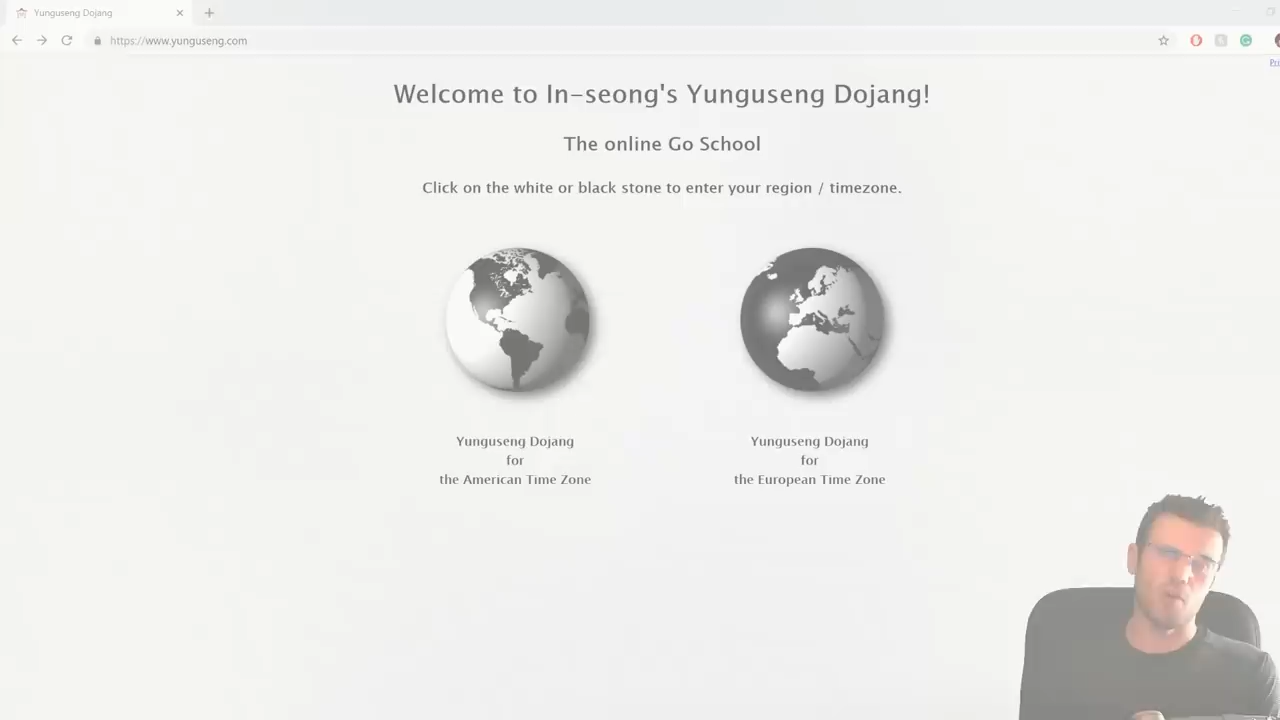 Yunguseng Dojang
https://www.yunguseng.com
Welcome to In-seong's Yunguseng Dojang!
The online Go School
Click on the white or black stone to enter your region / timezone.
Yunguseng Dojang
for
the American Time Zone
Yunguseng Dojang
for
the European Time Zone